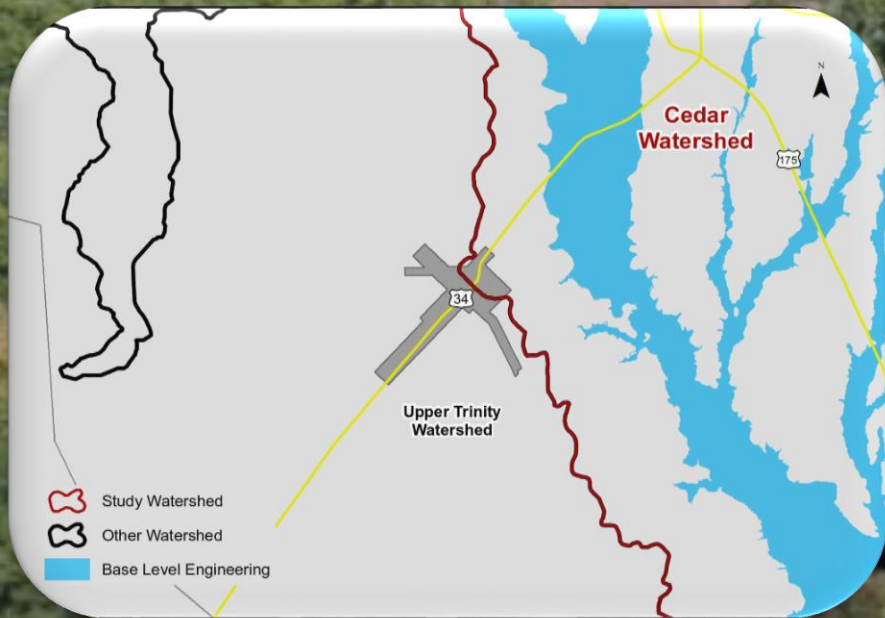 N
Cedar
Watershed
175
34
Upper Trinity
Watershed
Study Watershed
Other Watershed
Base Level Engineering